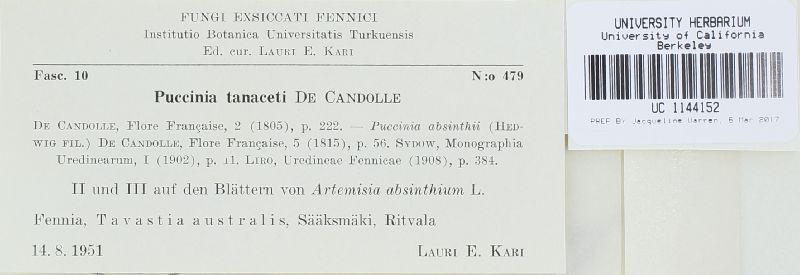 FUNGI EXSICCATI FENNICI
Institutio Botanica Universitatis Turkuensis
Ed. cur. LAURI E. KARI
Fasc. 10 N:o 479
Puccinia tanaceti DE CANDOLLE
DE CANDOLLE, Flore Française, 2 (1805), p. 222. — Puccinia absinthii (HED-
WIG FIL.) DE CANDOLLE, Flore Française, 5 (1815), p. 56. SYDOW, Monographia
Uredinearum, I (1902), p. 11. LIRO, Uredineae Fennicae (1908), p. 384.
II und III auf den Blättern von Artemisia absinthium L.
Fennia, Tavastia australis, Sääksmäki, Ritvala
14. 8. 1951 LAURI E. KARI
UNIVERSITY HERBARIUM
University of California
Berkeley
UC 1144152
PREP BY Jacqueline Warren, 6 Mar 2017